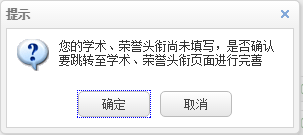 提示
您的学术、荣誉头衔尚未填写，是否确认
要跳转至学术、荣誉头衔页面进行完善
确定
取消